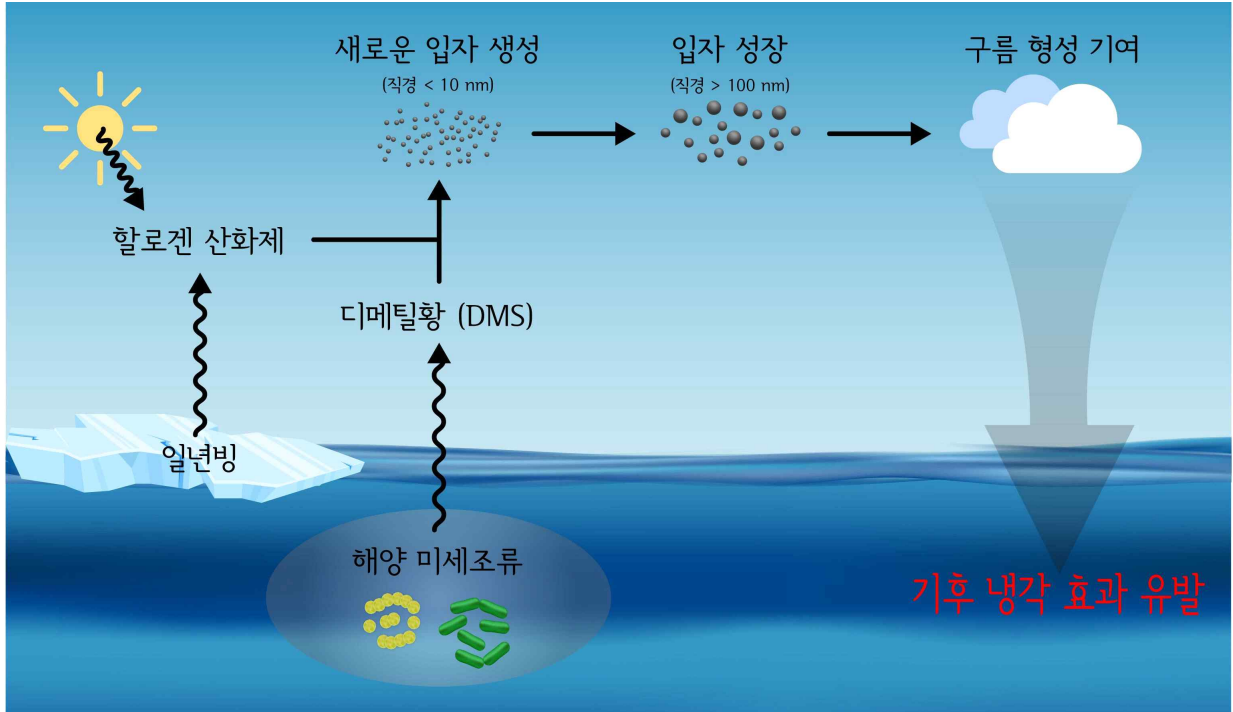 새로운 입자 생성
(직경 < 10 nm)
입자 성장
(직경 > 100 nm)
구름 형성 기여
할로겐 산화제
디메틸황 (DMS)
일년빙
해양 미세조류
기후 냉각 효과 유발